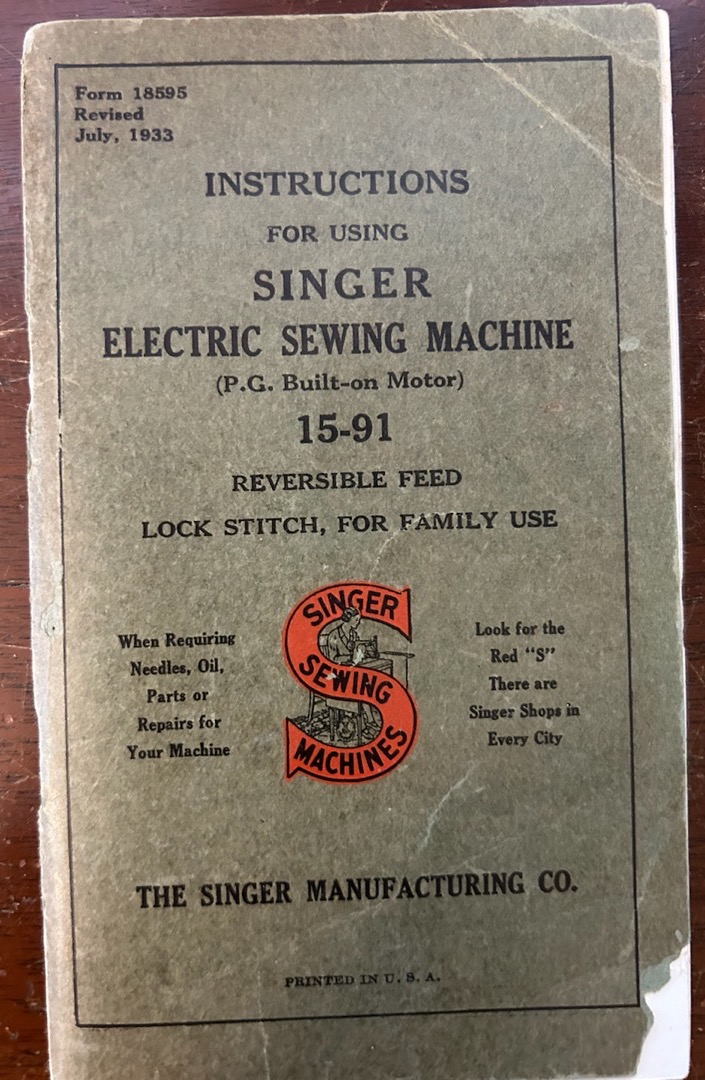 Form 18595
Revised
July, 1933
INSTRUCTIONS
FOR USING
SINGER
ELECTRIC SEWING MACHINE
(P.G. Built-on Motor)
15-91
REVERSIBLE FEED
LOCK STITCH, FOR FAMILY USE
When Requiring
Needles, Oil,
Parts or
Repairs for
Your Machine
SINGER
SEWING
MACHINES
Look for the
Red "S"
There are
Singer Shops in
Every City
THE SINGER MANUFACTURING CO.
PRINTED IN U. S. A.